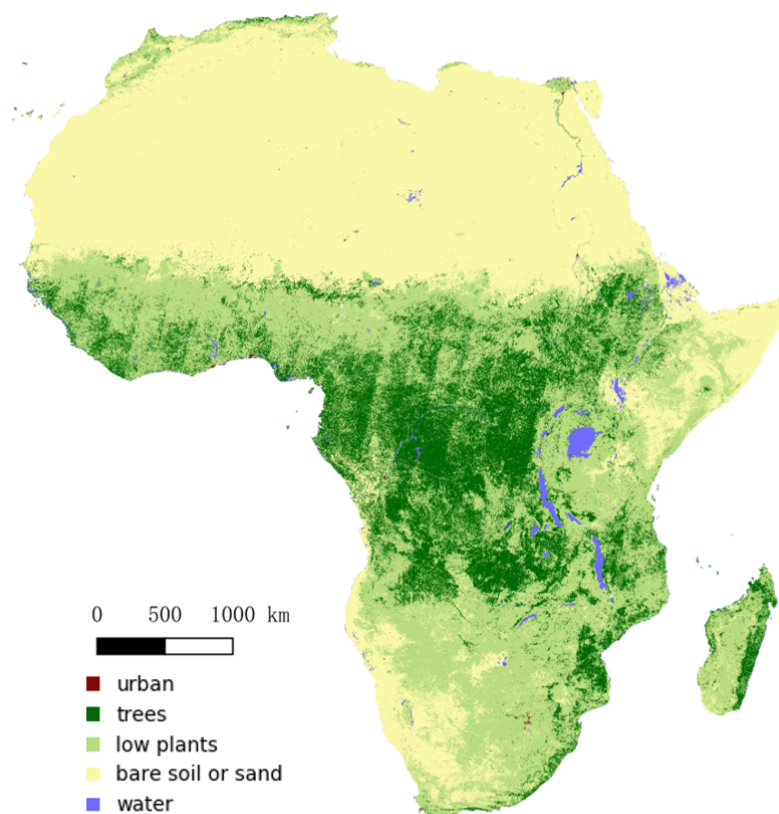 0 500 1000 km
urban
trees
low plants
bare soil or sand
water